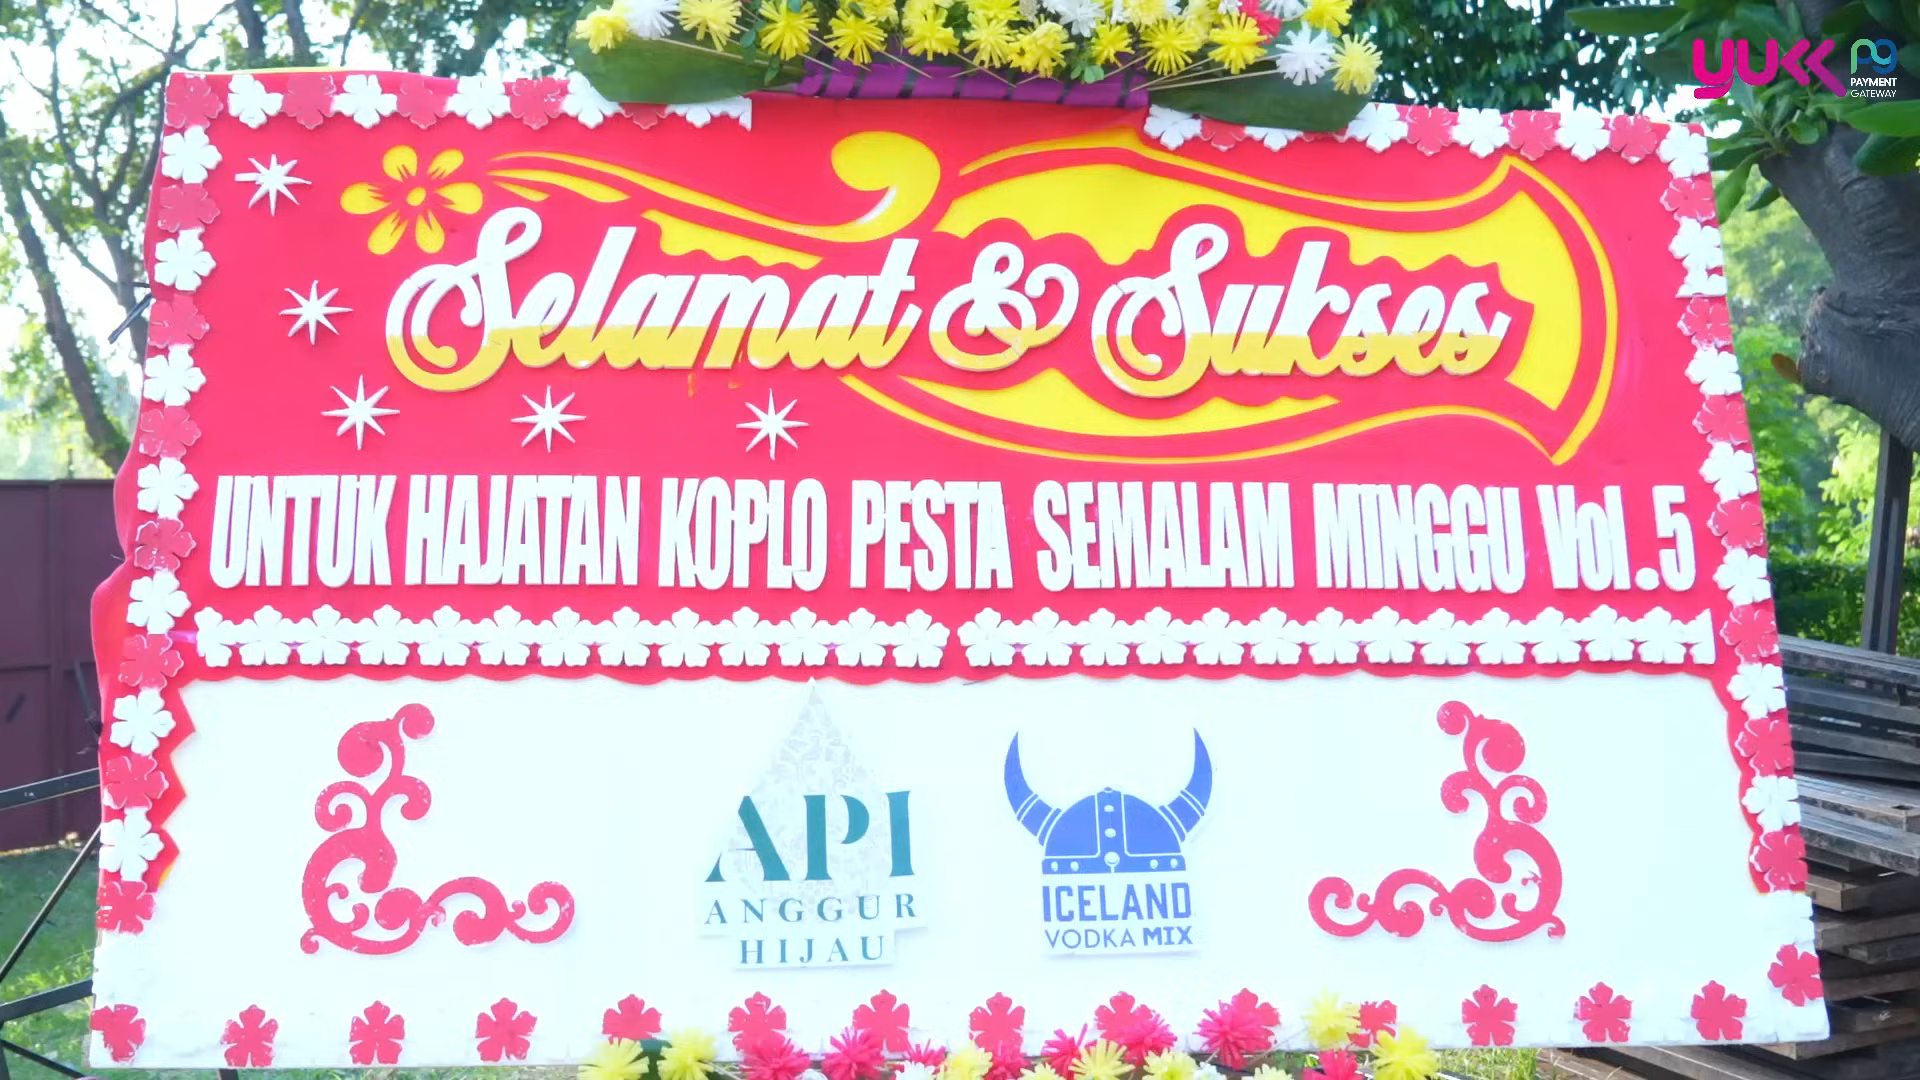 YUKK PG
PAYMENT
GATEWAY
Selamat & Sukses
UNTUK HAJATAN KOPLO PESTA SEMALAM MINGGU Vol.5
API
ANGGUR
HIJAU
ICELAND
VODKA MIX